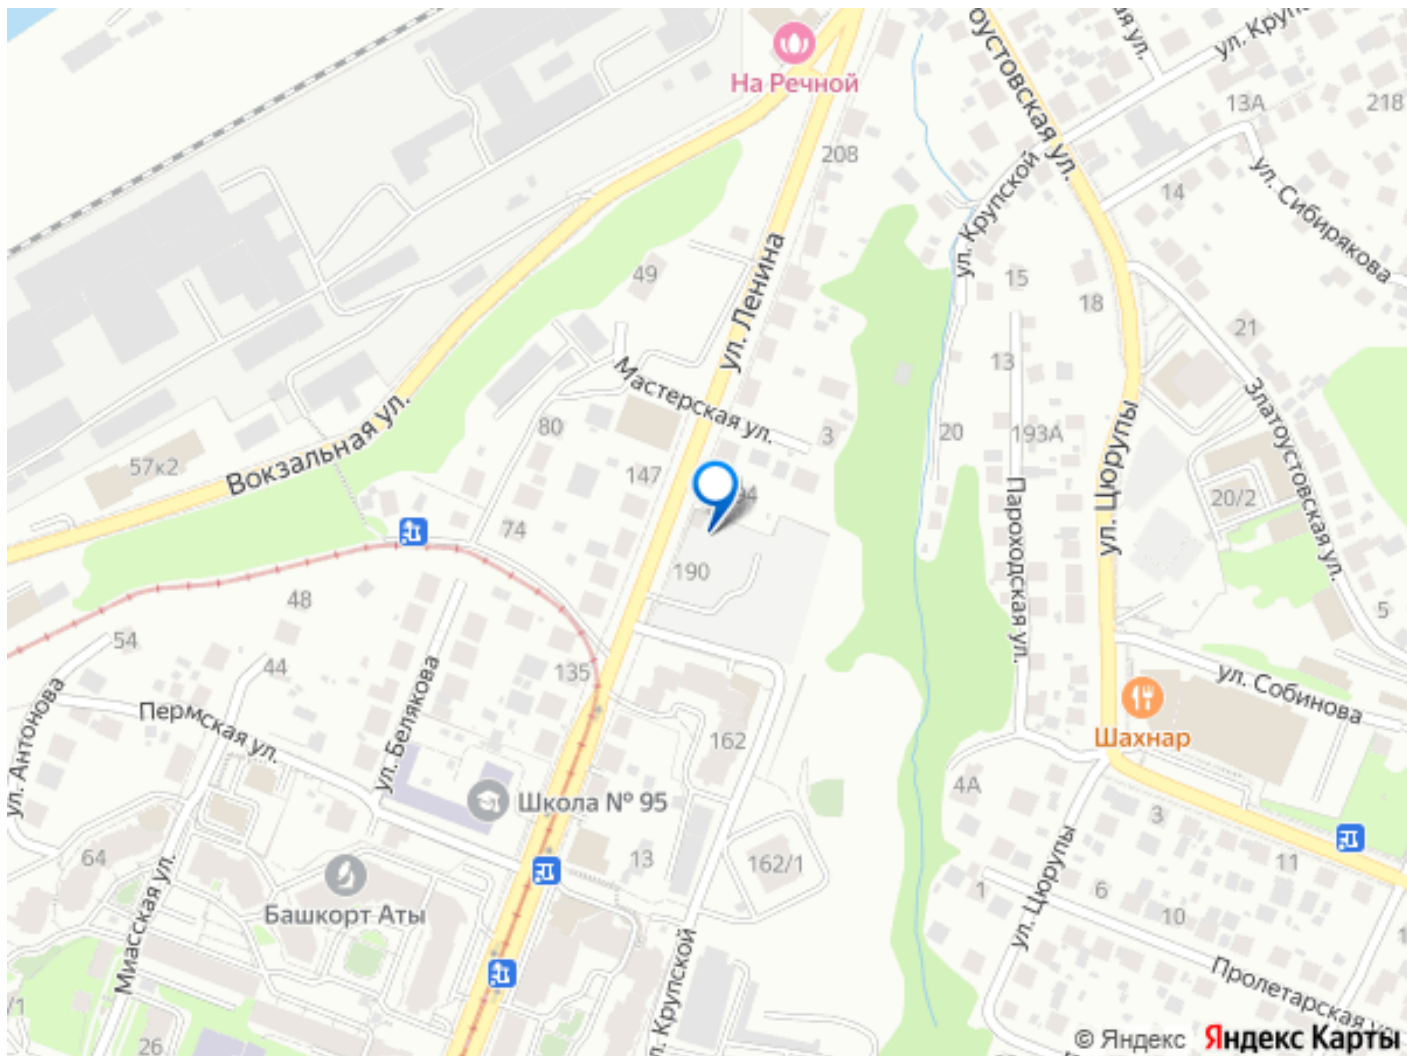 На Речной
ул. Крупской
13А
218
208
14
ул. Сибирякова
ул. Крупской
49
ул. Ленина
15
18
21
Мастерская ул.
13
Златоустовская ул.
Вокзальная ул.
80
3
20
193А
57к2
147
ул. Цюрупы
20/2
74
Пароходская ул.
190
48
5
54
44
135
ул. Белякова
ул. Собинова
ул. Антонова
Пермская ул.
162
Шахнар
4А
Школа № 95
3
64
13
162/1
11
1
6
ул. Цюрупы
10
Башкорт Аты
Миасская ул.
Пролетарская ул.
26
© Яндекс Яндекс Карты